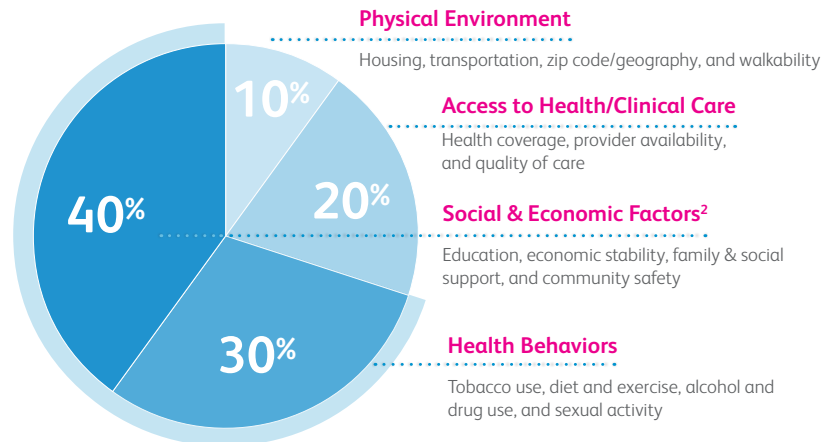 Physical Environment
Housing, transportation, zip code/geography, and walkability
10%
Access to Health/Clinical Care
Health coverage, provider availability,
and quality of care
20%
40%
Social & Economic Factors²
Education, economic stability, family & social
support, and community safety
30%
Health Behaviors
Tobacco use, diet and exercise, alcohol and
drug use, and sexual activity